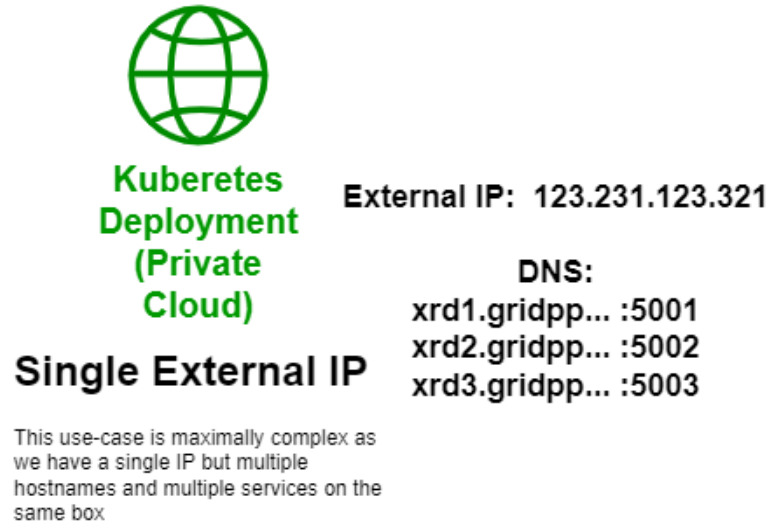 Kuberetes
Deployment
(Private
Cloud)
External IP:  123.231.123.321
DNS:
xrd1.gridpp... :5001
xrd2.gridpp... :5002
xrd3.gridpp... :5003
Single External IP
This use-case is maximally complex as
we have a single IP but multiple
hostnames and multiple services on the
same box